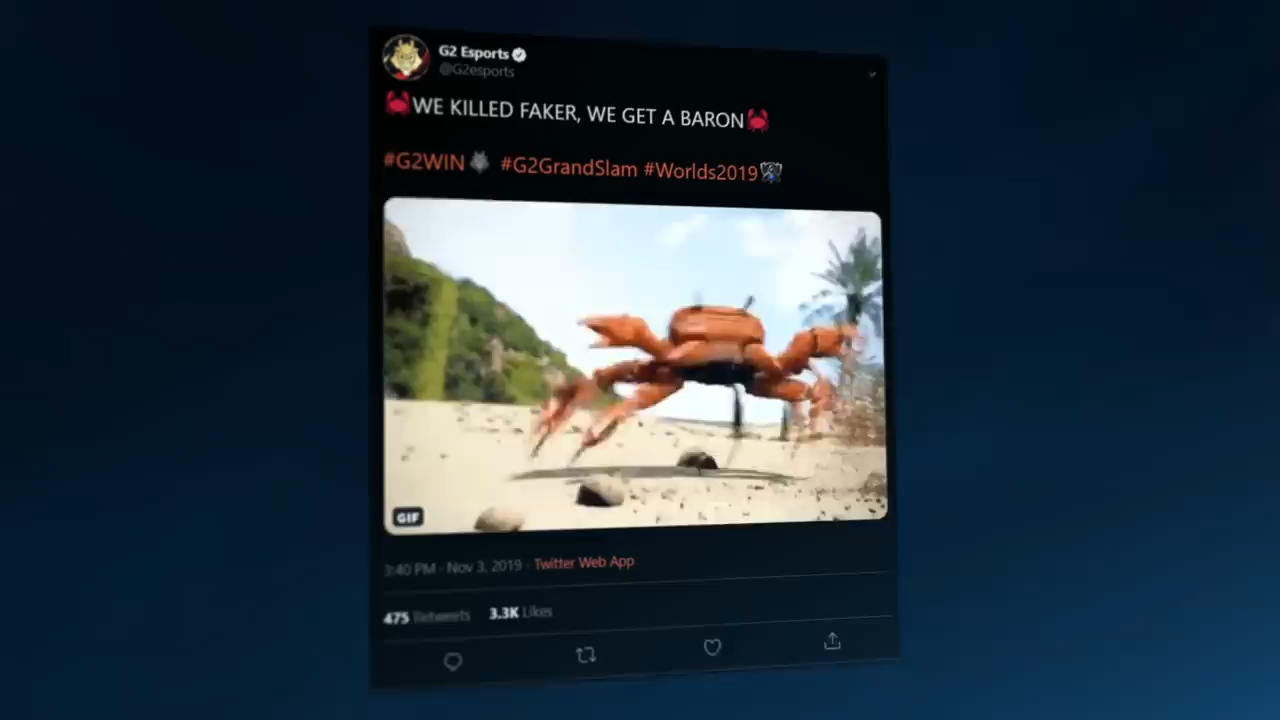 G2 Esports
@G2esports
WE KILLED FAKER, WE GET A BARON
#G2WIN #G2GrandSlam #Worlds2019
GIF
3:40 PM · Nov 3, 2019 · Twitter Web App
475 Retweets 3.3K Likes